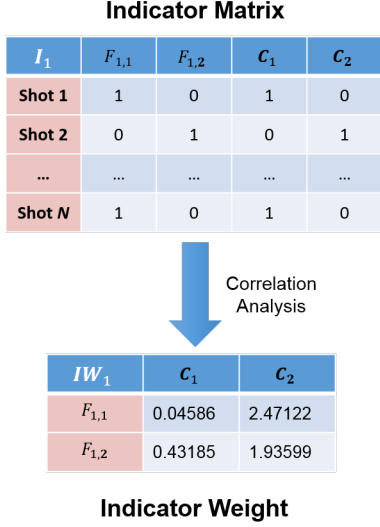 Indicator Matrix
I₁ F₁,₁ F₁,₂ C₁ C₂
Shot 1 1 0 1 0
Shot 2 0 1 0 1
... ... ... ... ...
Shot N 1 0 1 0
Correlation
Analysis
IW₁ C₁ C₂
F₁,₁ 0.04586 2.47122
F₁,₂ 0.43185 1.93599
Indicator Weight